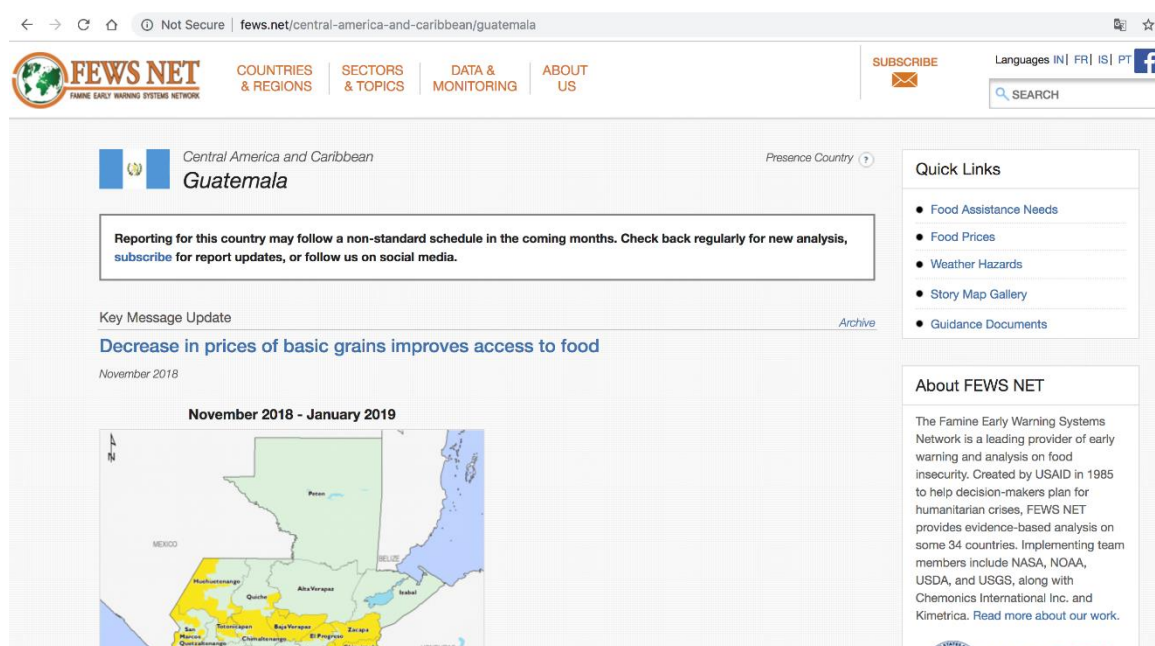 Not Secure | fews.net/central-america-and-caribbean/guatemala
FEWS NET
FAMINE EARLY WARNING SYSTEMS NETWORK
COUNTRIES
& REGIONS
SECTORS
& TOPICS
DATA &
MONITORING
ABOUT
US
SUBSCRIBE
Languages IN| FR| IS| PT
SEARCH
Central America and Caribbean
Guatemala
Presence Country ?
Reporting for this country may follow a non-standard schedule in the coming months. Check back regularly for new analysis,
subscribe for report updates, or follow us on social media.
Key Message Update
Archive
Decrease in prices of basic grains improves access to food
November 2018
November 2018 - January 2019
N
Peten
MEXICO
BELIZE
Huehuetenango
Quiche
Alta Verapaz
Izabal
San
Marcos
Totonicapan
Baja Verapaz
Zacapa
Quetzaltenango
Chimaltenango
El Progreso
Quick Links
Food Assistance Needs
Food Prices
Weather Hazards
Story Map Gallery
Guidance Documents
About FEWS NET
The Famine Early Warning Systems
Network is a leading provider of early
warning and analysis on food
insecurity. Created by USAID in 1985
to help decision-makers plan for
humanitarian crises, FEWS NET
provides evidence-based analysis on
some 34 countries. Implementing team
members include NASA, NOAA,
USDA, and USGS, along with
Chemonics International Inc. and
Kimetrica. Read more about our work.